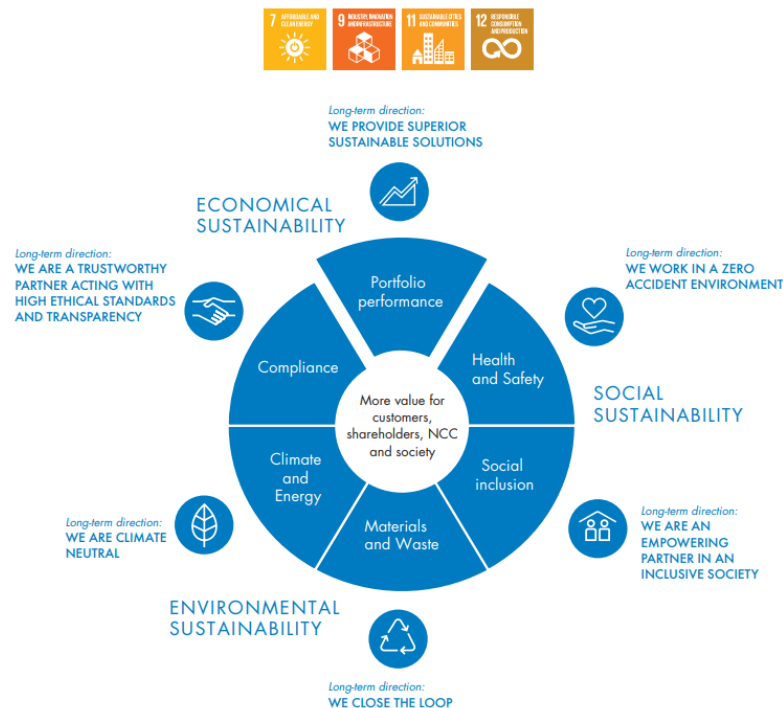 7 AFFORDABLE AND
CLEAN ENERGY
9 INDUSTRY, INNOVATION
AND INFRASTRUCTURE
11 SUSTAINABLE CITIES
AND COMMUNITIES
12 RESPONSIBLE
CONSUMPTION
AND PRODUCTION
Long-term direction:
WE PROVIDE SUPERIOR
SUSTAINABLE SOLUTIONS
ECONOMICAL
SUSTAINABILITY
Long-term direction:
WE ARE A TRUSTWORTHY
PARTNER ACTING WITH
HIGH ETHICAL STANDARDS
AND TRANSPARENCY
Long-term direction:
WE WORK IN A ZERO
ACCIDENT ENVIRONMENT
Portfolio
performance
Compliance
Health
and Safety
More value for
customers,
shareholders, NCC
and society
SOCIAL
SUSTAINABILITY
Climate
and
Energy
Social
inclusion
Materials
and Waste
Long-term direction:
WE ARE CLIMATE
NEUTRAL
Long-term direction:
WE ARE AN
EMPOWERING
PARTNER IN AN
INCLUSIVE SOCIETY
ENVIRONMENTAL
SUSTAINABILITY
Long-term direction:
WE CLOSE THE LOOP